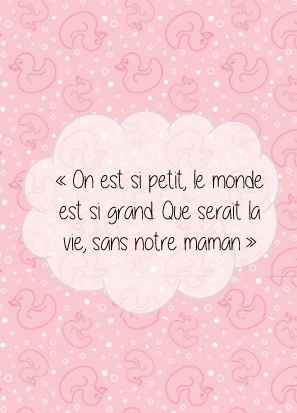 « On est si petit, le monde
est si grand. Que serait la
vie, sans notre maman »